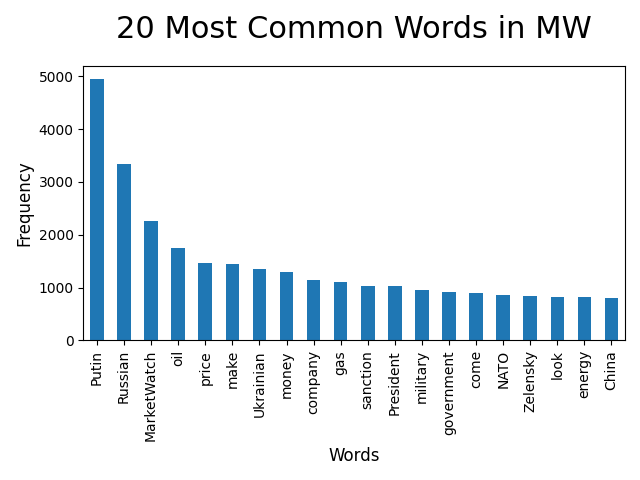 20 Most Common Words in MW
Frequency
5000
4000
3000
2000
1000
0
Putin
Russian
MarketWatch
oil
price
make
Ukrainian
money
company
gas
sanction
President
military
government
come
NATO
Zelensky
look
energy
China
Words